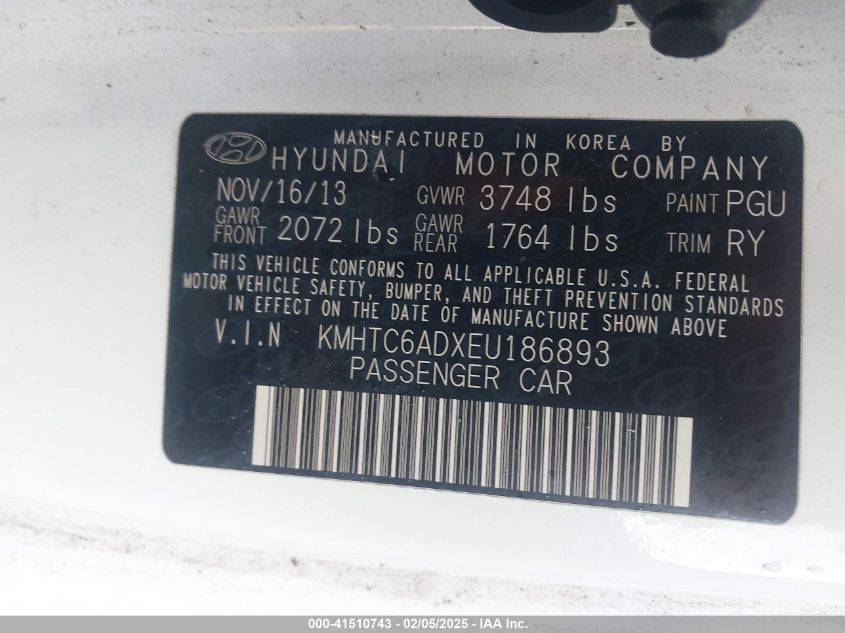 MANUFACTURED IN KOREA BY
HYUNDAI MOTOR COMPANY
NOV/16/13 GVWR 3748 lbs PAINT PGU
GAWR FRONT 2072 lbs GAWR REAR 1764 lbs TRIM RY
THIS VEHICLE CONFORMS TO ALL APPLICABLE U.S.A. FEDERAL
MOTOR VEHICLE SAFETY, BUMPER, AND THEFT PREVENTION STANDARDS
IN EFFECT ON THE DATE OF MANUFACTURE SHOWN ABOVE
V.I.N KMHTC6ADXEU186893
PASSENGER CAR
000-41510743 - 02/05/2025 - IAA Inc.